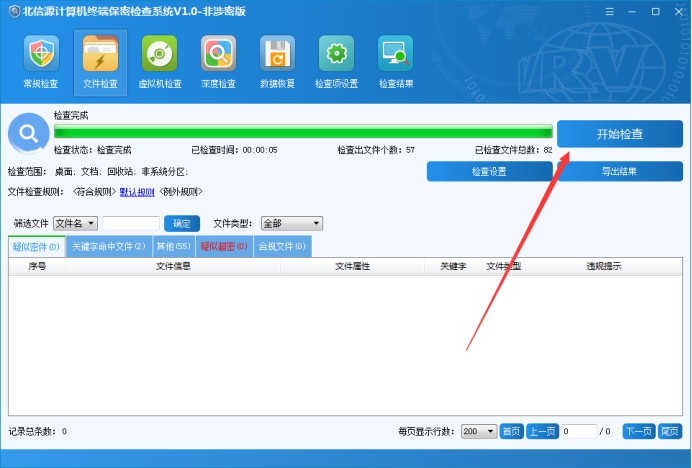 北信源计算机终端保密检查系统V1.0-非涉密版
常规检查 文件检查 虚拟机检查 深度检查 数据恢复 检查项设置 检查结果
检查完成
开始检查
检查状态: 检查完成 已检查时间: 00:00:05 检查出文件个数: 57 已检查文件总数: 82
检查范围: 桌面; 文档; 回收站; 非系统分区; 检查设置 导出结果
文件检查规则: <符合规则> 默认规则 <例外规则>
筛选文件 文件名 确定 文件类型: 全部
疑似密件(0) 关键字命中文件(2) 其他(55) 疑似超密(0) 合规文件(0)
序号 文件信息 文件属性 关键字 文件类型 违规提示
记录总条数: 0 每页显示行数: 200 首页 上一页 0 / 0 下一页 尾页